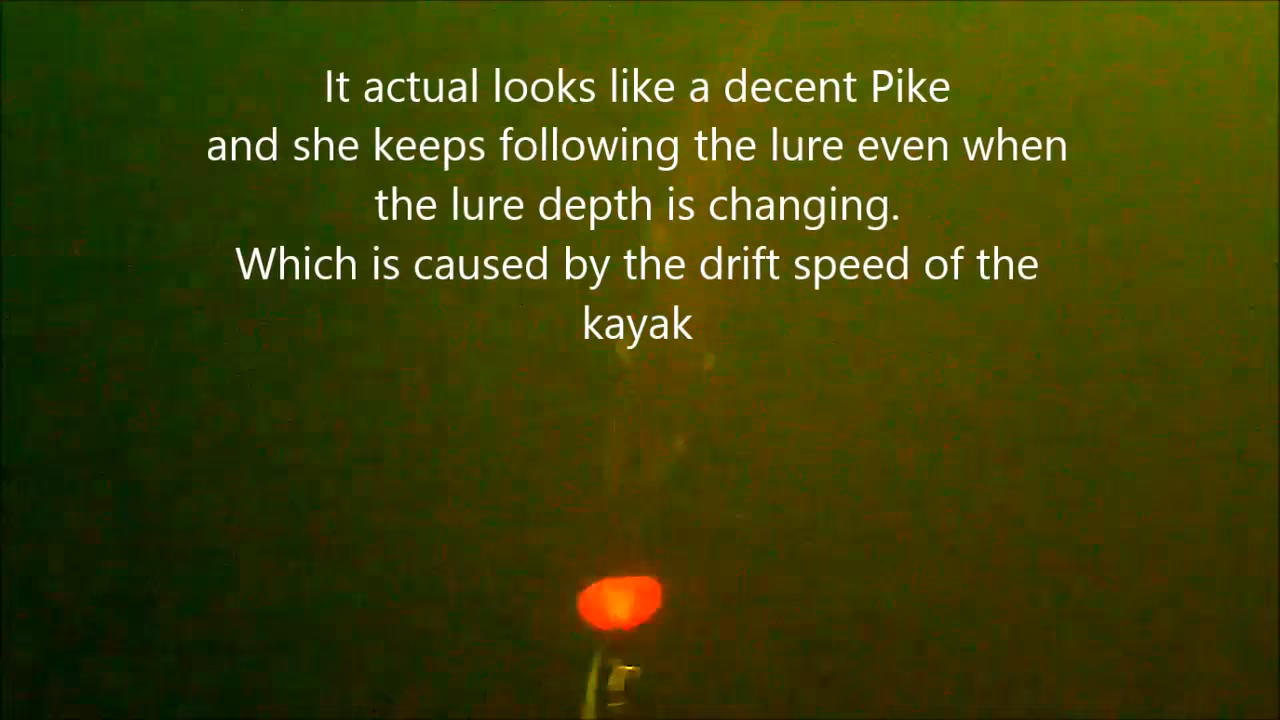 It actual looks like a decent Pike
and she keeps following the lure even when
the lure depth is changing.
Which is caused by the drift speed of the
kayak